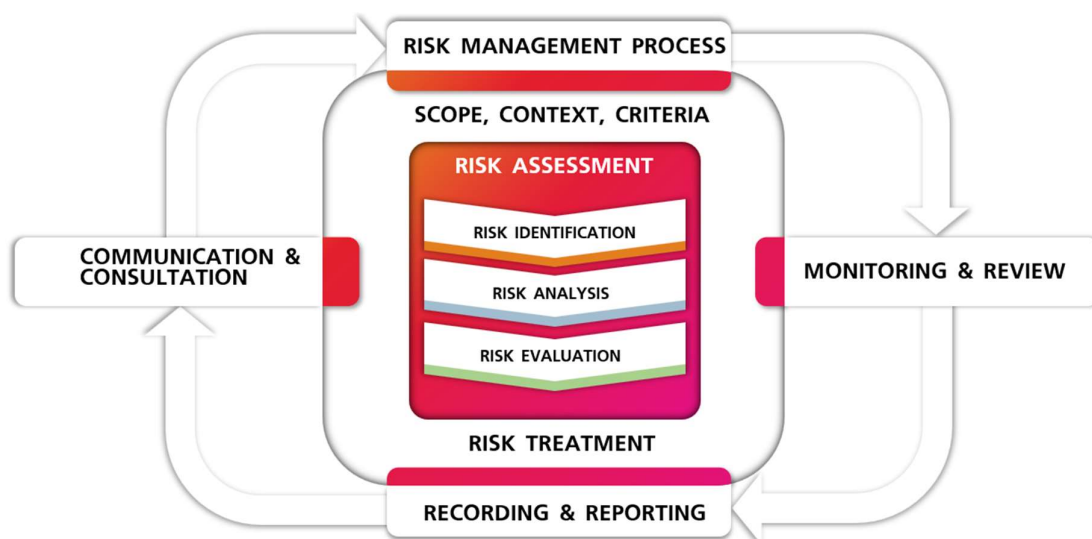 RISK MANAGEMENT PROCESS
SCOPE, CONTEXT, CRITERIA
RISK ASSESSMENT
RISK IDENTIFICATION
COMMUNICATION &
CONSULTATION
MONITORING & REVIEW
RISK ANALYSIS
RISK EVALUATION
RISK TREATMENT
RECORDING & REPORTING